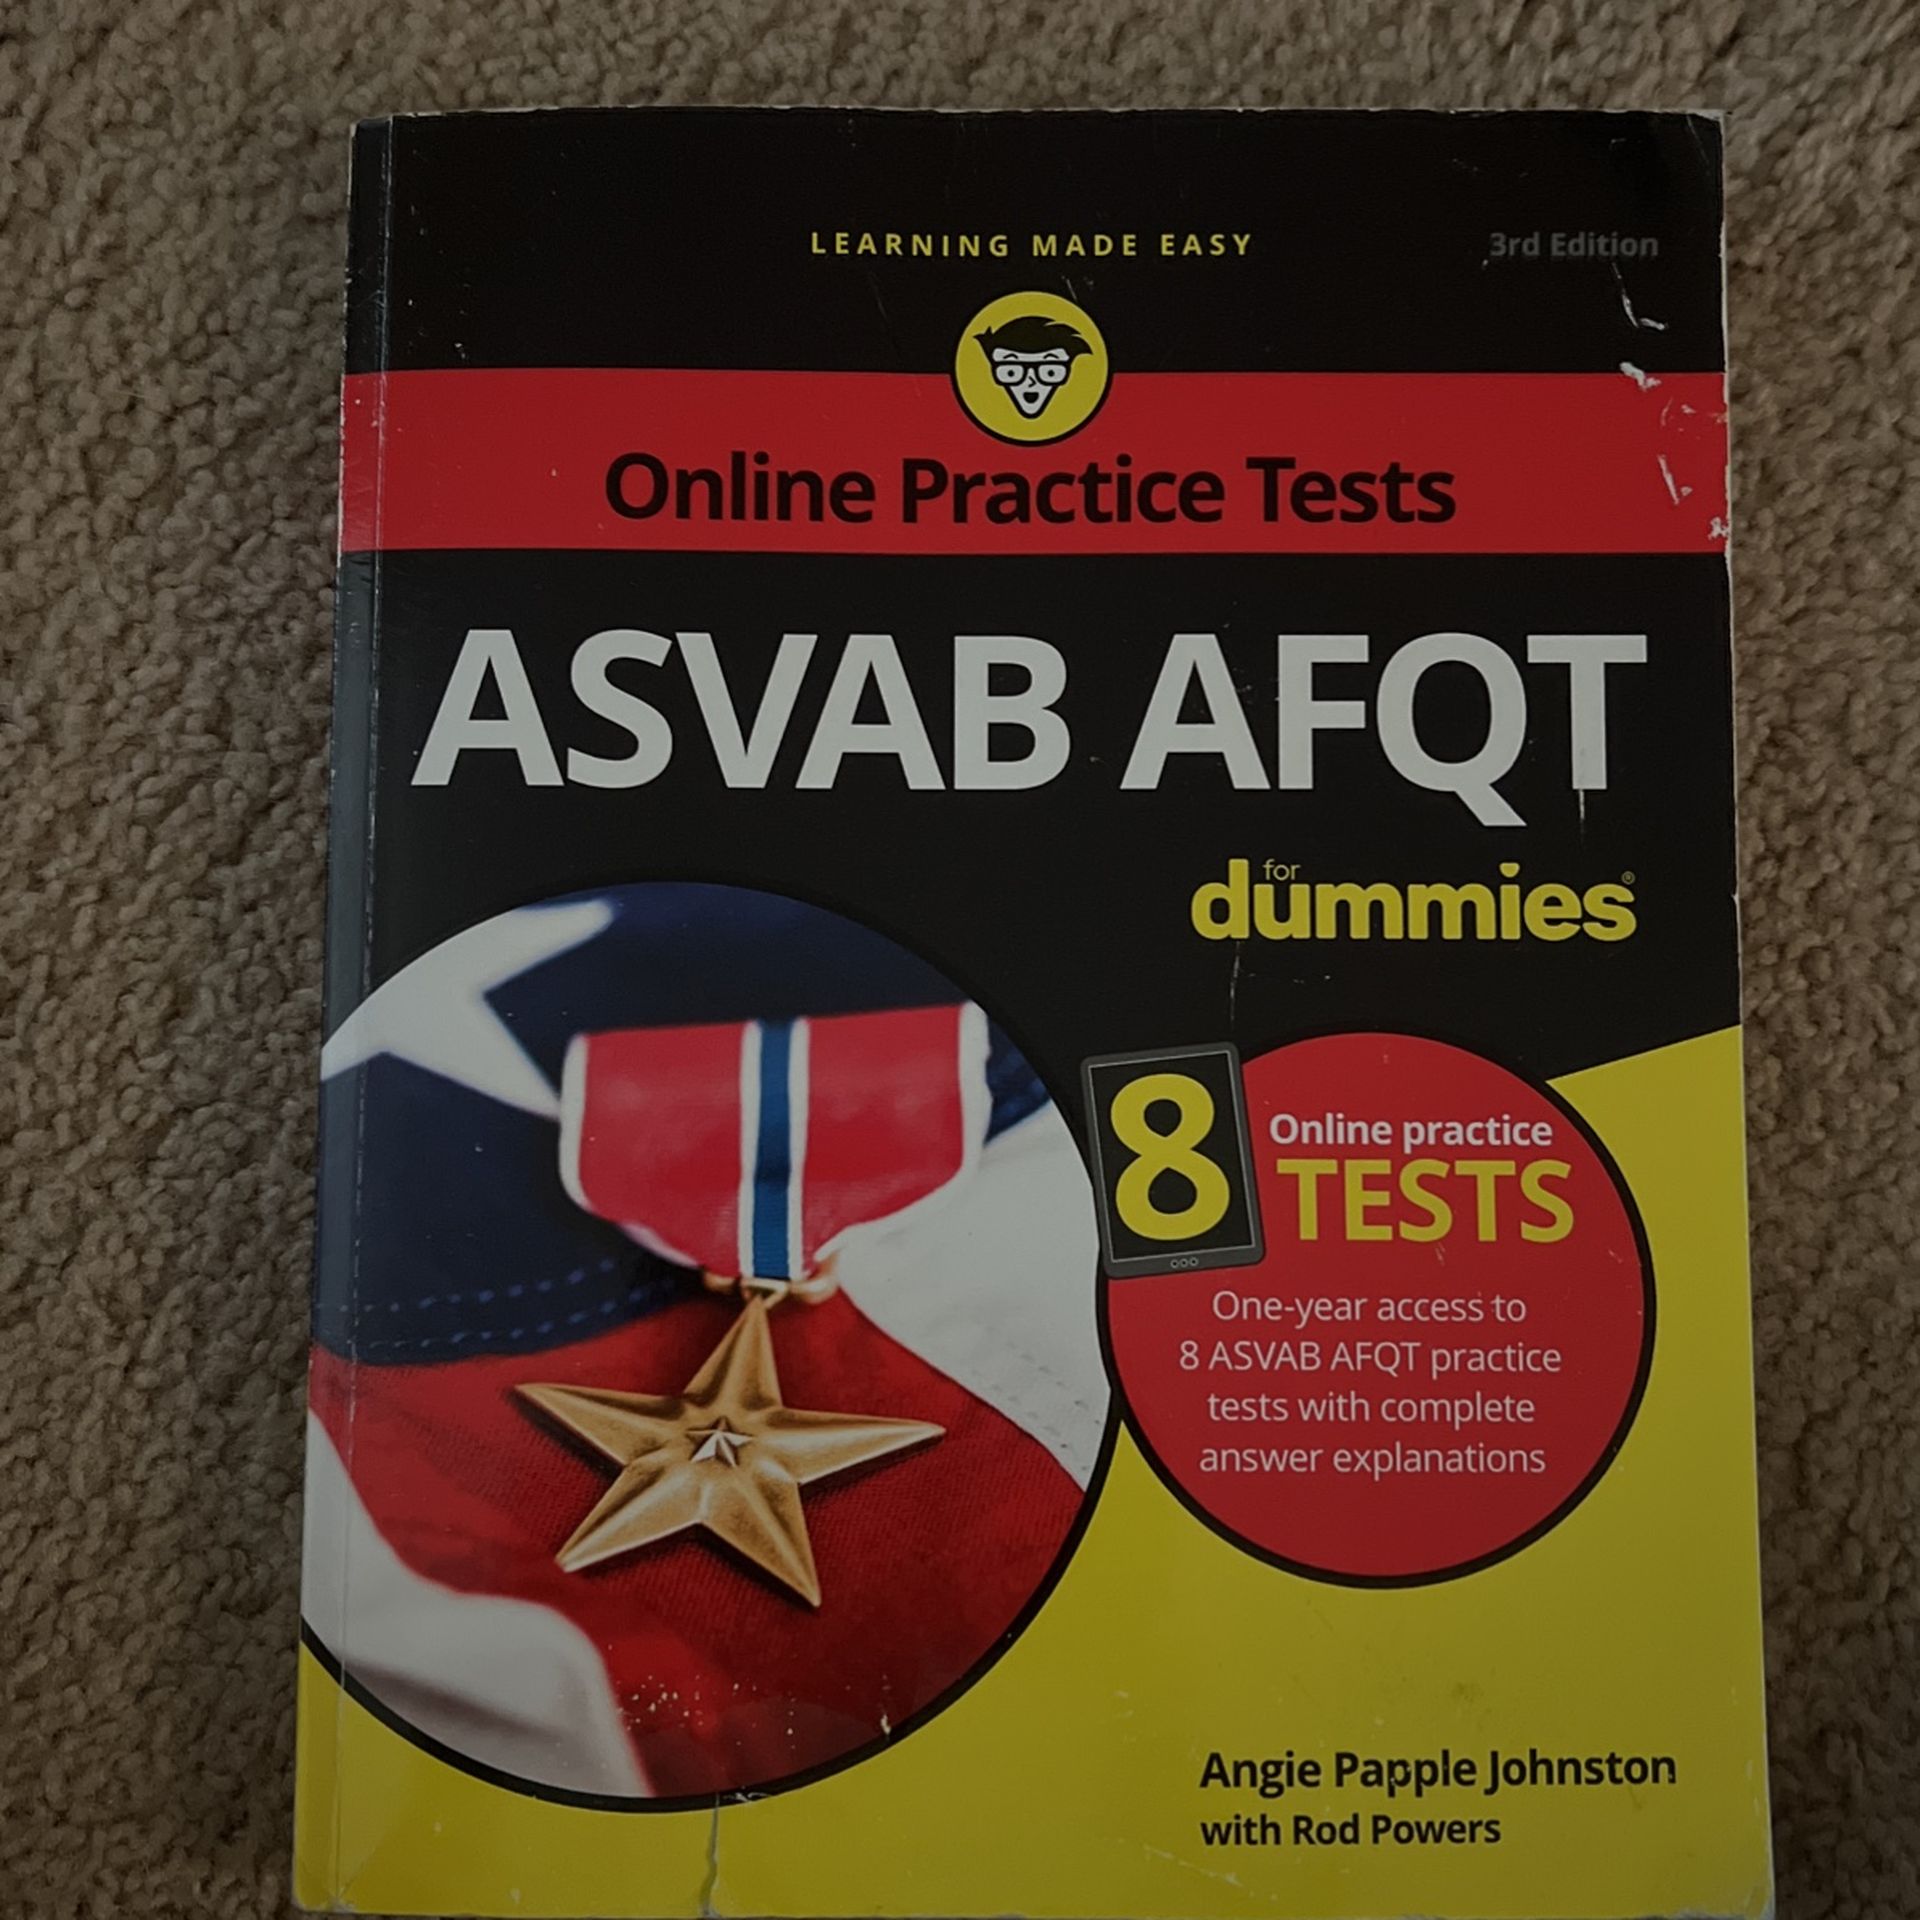 LEARNING MADE EASY
3rd Edition
Online Practice Tests
ASVAB AFQT
for
dummies®
8
Online practice
TESTS
One-year access to
8 ASVAB AFQT practice
tests with complete
answer explanations
Angie Papple Johnston
with Rod Powers